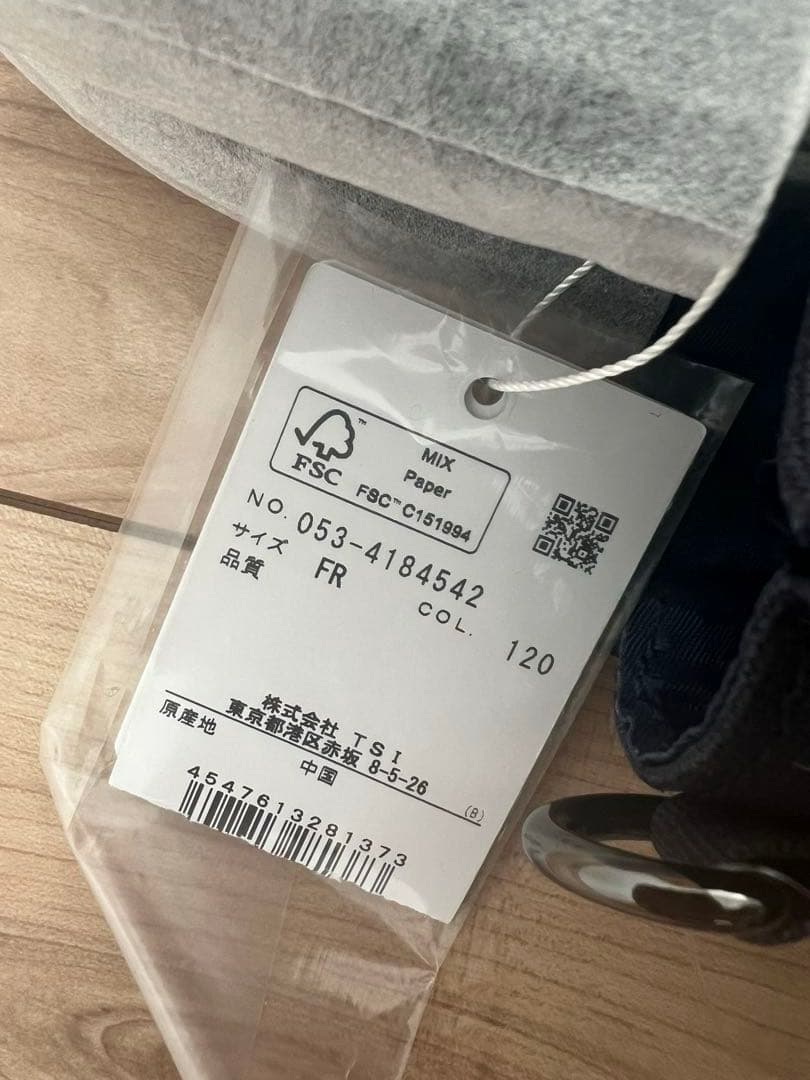 FSC™
MIX
Paper
FSC™ C151994
NO. 053-4184542
サイズ FR COL. 120
品質
株式会社 TSI
東京都港区赤坂 8-5-26
原産地 中国 (B)
4547613281373